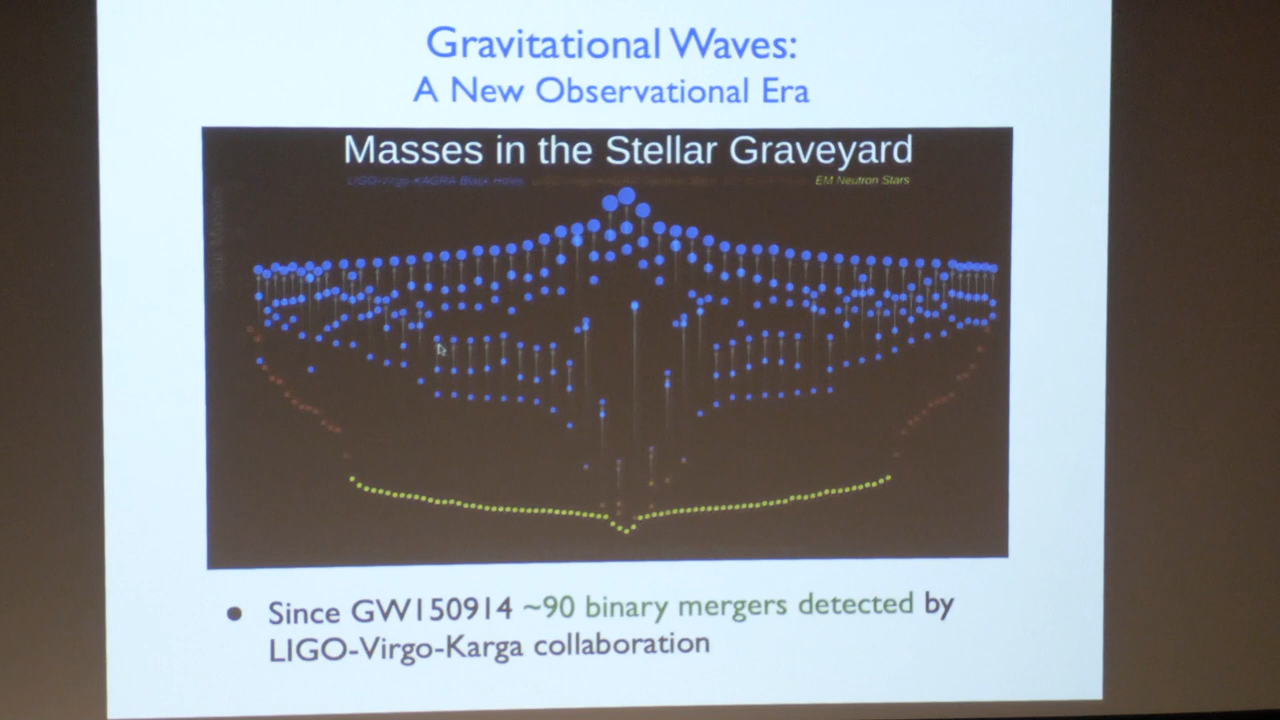 Gravitational Waves:
A New Observational Era
Masses in the Stellar Graveyard
LIGO-Virgo-KAGRA Black Holes EM Neutron Stars
Since GW150914 ~90 binary mergers detected by
LIGO-Virgo-Karga collaboration